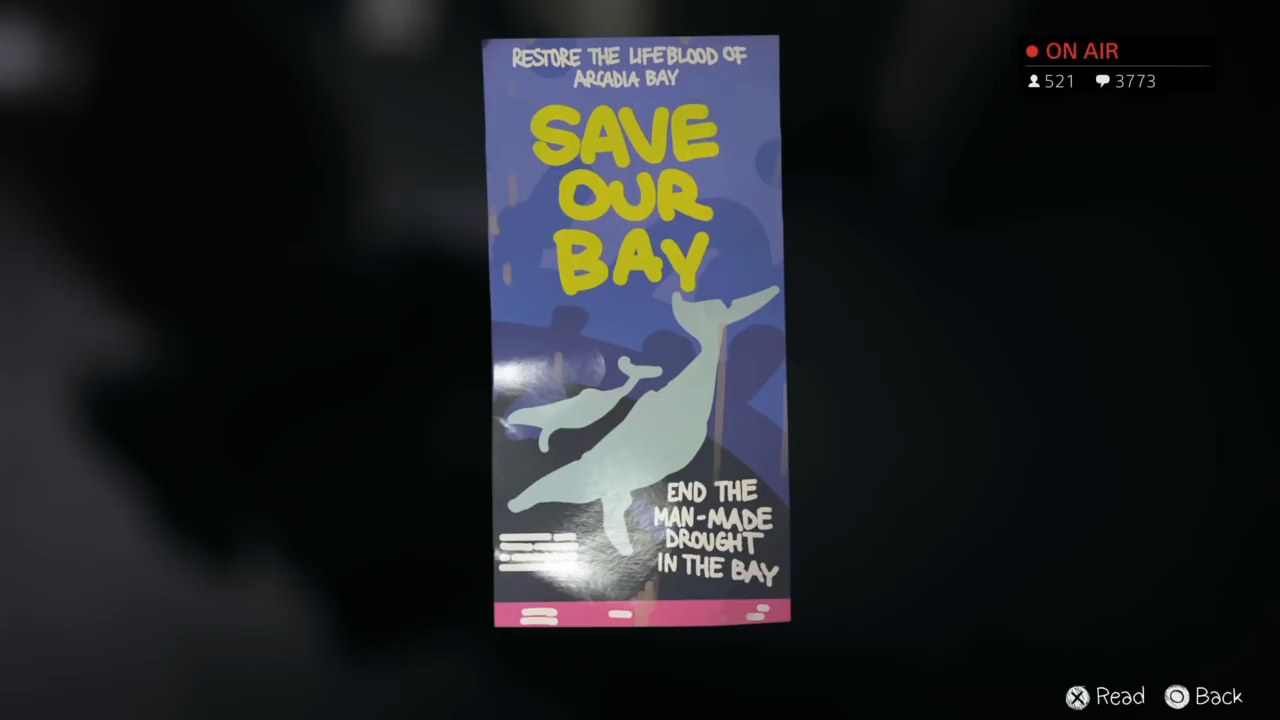 RESTORE THE LIFEBLOOD OF
ARCADIA BAY
SAVE
OUR
BAY
END THE
MAN-MADE
DROUGHT
IN THE BAY
ON AIR
521 3773
Read Back